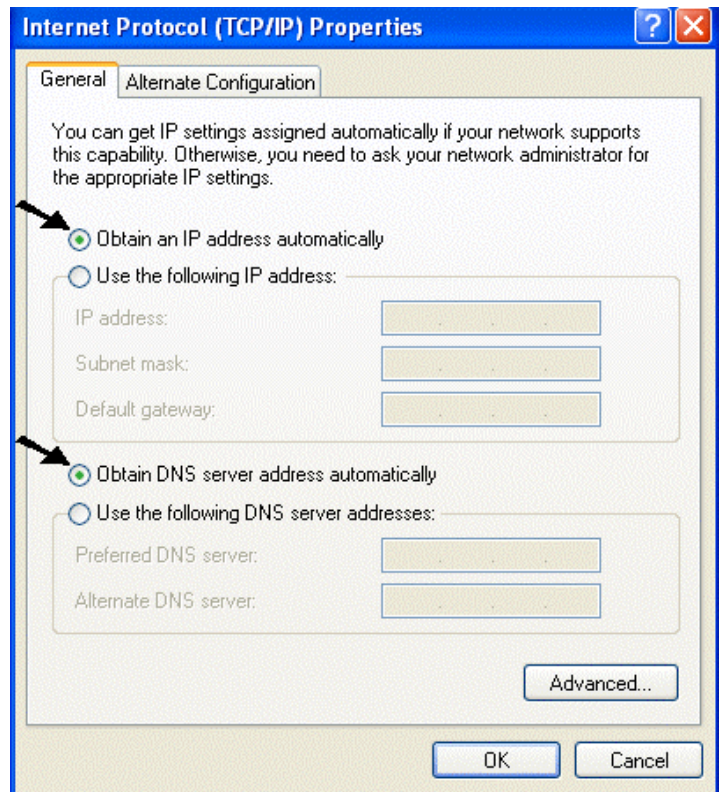 Internet Protocol (TCP/IP) Properties
General
Alternate Configuration
You can get IP settings assigned automatically if your network supports
this capability. Otherwise, you need to ask your network administrator for
the appropriate IP settings.
Obtain an IP address automatically
Use the following IP address:
IP address:
Subnet mask:
Default gateway:
Obtain DNS server address automatically
Use the following DNS server addresses:
Preferred DNS server:
Alternate DNS server:
Advanced...
OK
Cancel